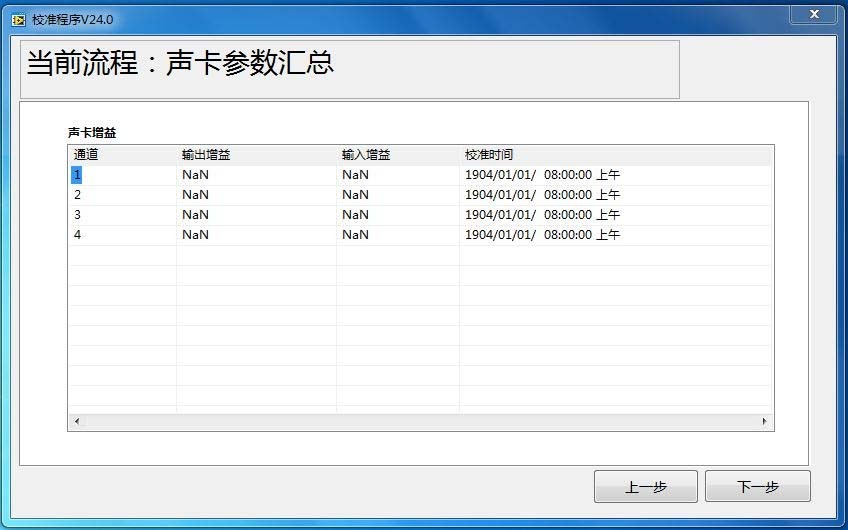 校准程序V24.0
当前流程：声卡参数汇总
声卡增益
通道 输出增益 输入增益 校准时间
1 NaN NaN 1904/01/01/ 08:00:00 上午
2 NaN NaN 1904/01/01/ 08:00:00 上午
3 NaN NaN 1904/01/01/ 08:00:00 上午
4 NaN NaN 1904/01/01/ 08:00:00 上午
上一步 下一步